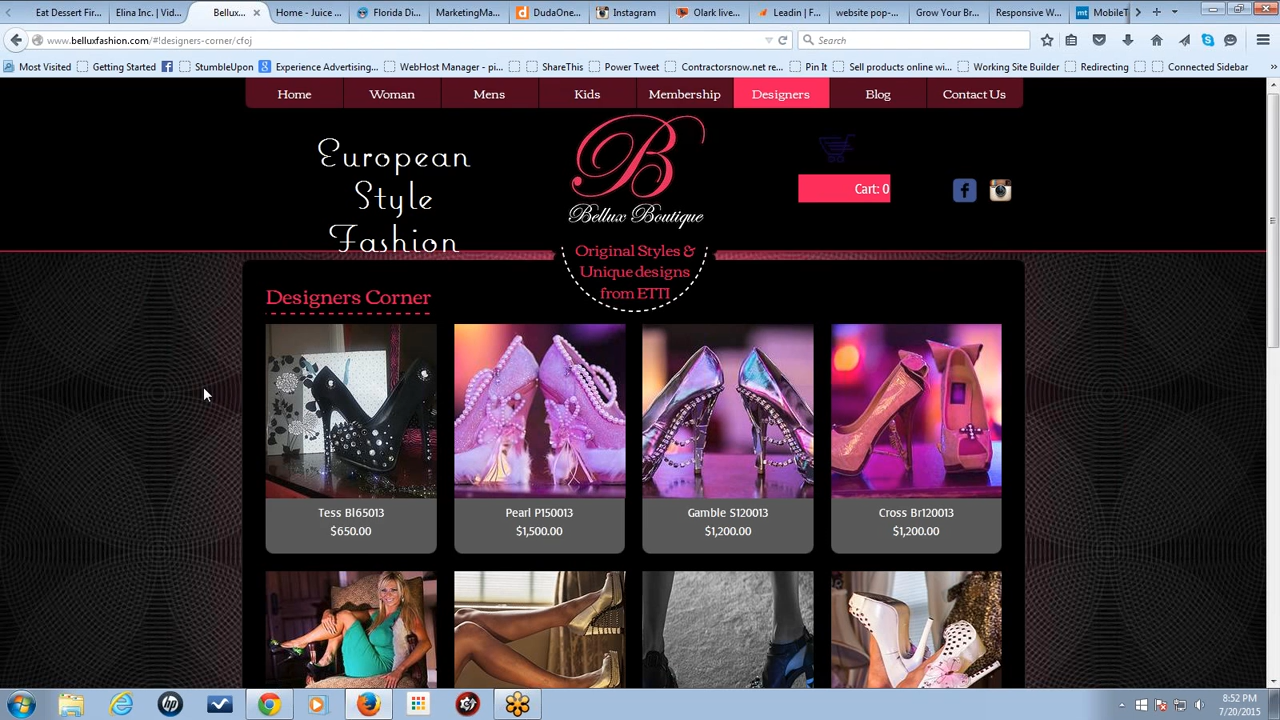 Eat Dessert Fir...
Elina Inc. | Vid...
Bellux...
Home - Juice ...
Florida Di...
MarketingMa...
DudaOne...
Instagram
Olark live...
Leadin | F...
website pop-...
Grow Your Br...
Responsive W...
MobileT
www.belluxfashion.com/#!designers-corner/cfoj
Search
Most Visited
Getting Started
StumbleUpon
Experience Advertising...
WebHost Manager - pi...
ShareThis
Power Tweet
Contractorsnow.net re...
Pin It
Sell products online wi...
Working Site Builder
Redirecting
Connected Sidebar
Home
Woman
Mens
Kids
Membership
Designers
Blog
Contact Us
European
Style
Fashion
B
Bellux Boutique
Cart: 0
Original Styles &
Unique designs
from ETTI
Designers Corner
Tess Bl65013
$650.00
Pearl P150013
$1,500.00
Gamble S120013
$1,200.00
Cross Br120013
$1,200.00
8:52 PM
7/20/2015